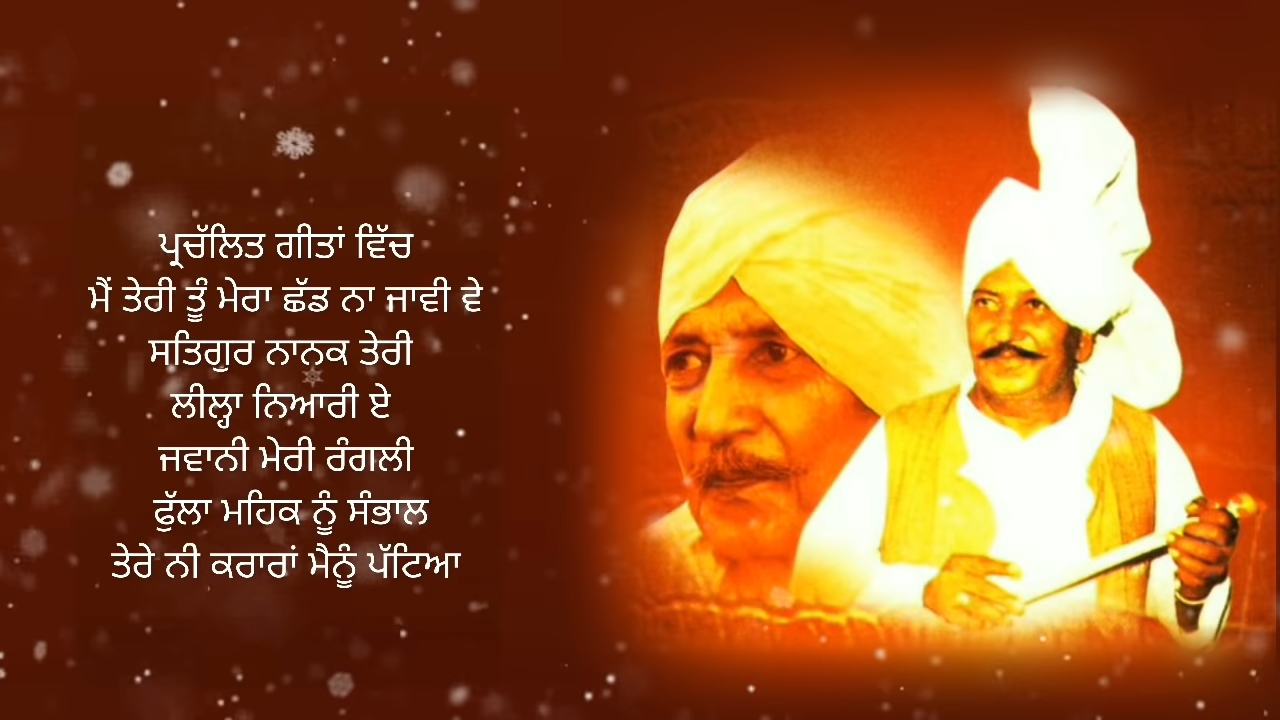 ਪ੍ਰਚੱਲਿਤ ਗੀਤਾਂ ਵਿੱਚ
ਮੈਂ ਤੇਰੀ ਤੂੰ ਮੇਰਾ ਛੱਡ ਨਾ ਜਾਵੀ ਵੇ
ਸਤਿਗੁਰ ਨਾਨਕ ਤੇਰੀ
ਲੀਲ੍ਹਾ ਨਿਆਰੀ ਏ
ਜਵਾਨੀ ਮੇਰੀ ਰੰਗਲੀ
ਫੁੱਲਾ ਮਹਿਕ ਨੂੰ ਸੰਭਾਲ
ਤੇਰੇ ਨੀ ਕਰਾਰਾਂ ਮੈਨੂੰ ਪੱਟਿਆ